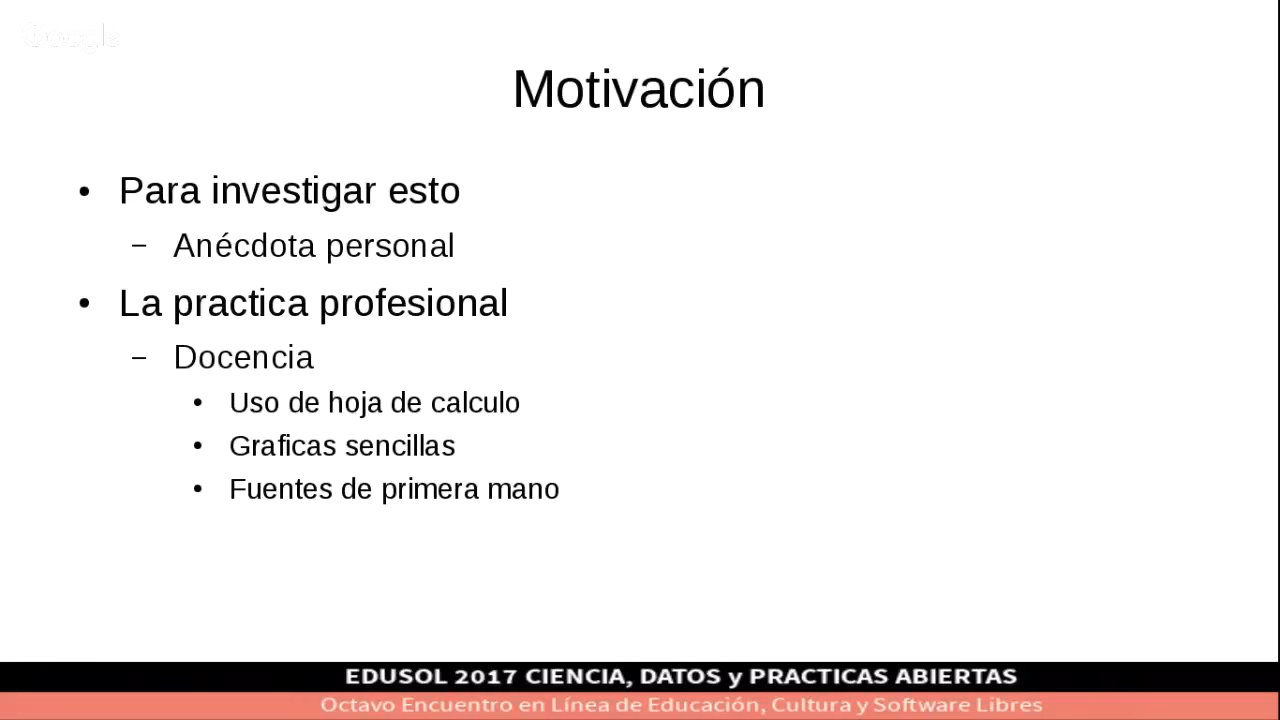 Google
Motivación
• Para investigar esto
– Anécdota personal
• La practica profesional
– Docencia
• Uso de hoja de calculo
• Graficas sencillas
• Fuentes de primera mano
EDUSOL 2017 CIENCIA, DATOS y PRACTICAS ABIERTAS
Octavo Encuentro en Línea de Educación, Cultura y Software Libres